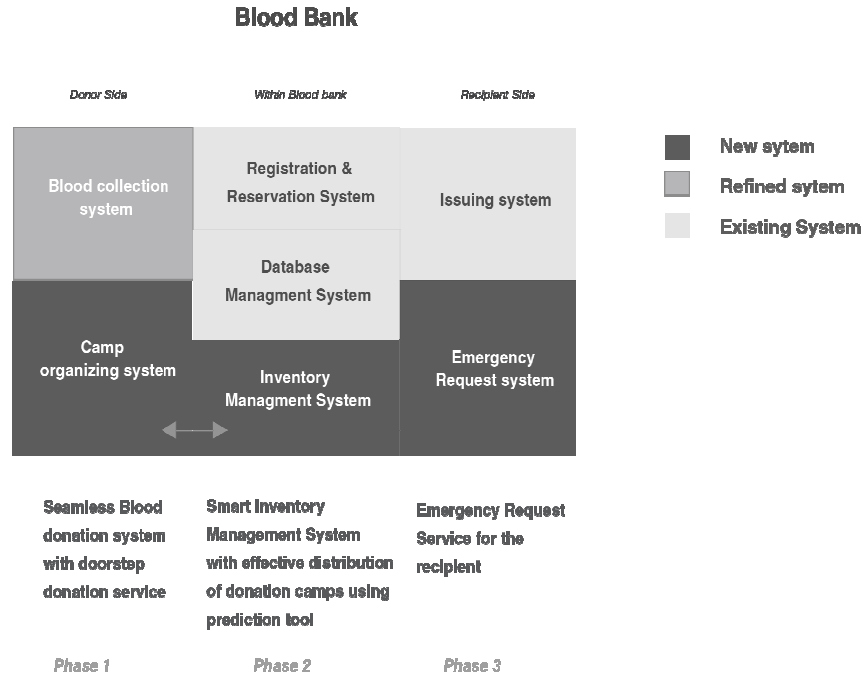 Blood Bank
Donor Side
Within Blood bank
Recipient Side
Blood collection
system
Registration &
Reservation System
Issuing system
Database
Managment System
Camp
organizing system
Inventory
Managment System
Emergency
Request system
New sytem
Refined sytem
Existing System
Seamless Blood
donation system
with doorstep
donation service
Smart Inventory
Management System
with effective distribution
of donation camps using
prediction tool
Emergency Request
Service for the
recipient
Phase 1
Phase 2
Phase 3